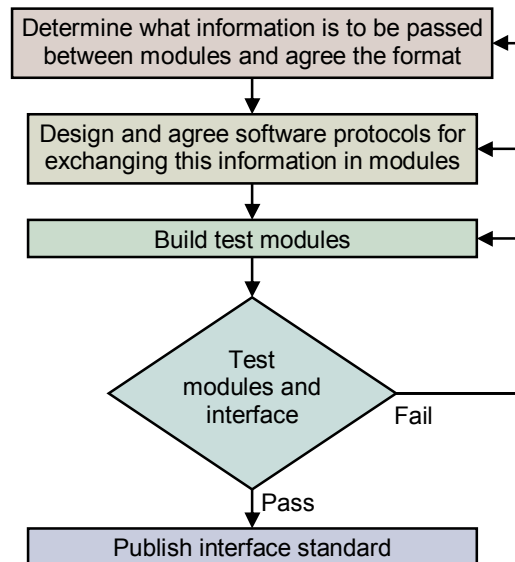 Determine what information is to be passed
between modules and agree the format
Design and agree software protocols for
exchanging this information in modules
Build test modules
Test
modules and
interface
Fail
Pass
Publish interface standard